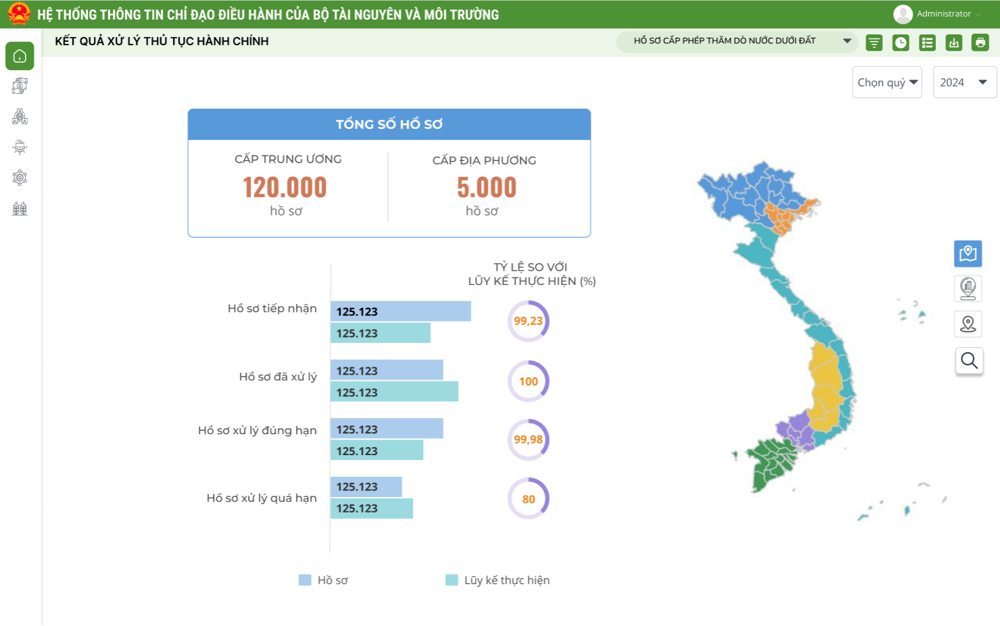 HỆ THỐNG THÔNG TIN CHỈ ĐẠO ĐIỀU HÀNH CỦA BỘ TÀI NGUYÊN VÀ MÔI TRƯỜNG
Administrator
KẾT QUẢ XỬ LÝ THỦ TỤC HÀNH CHÍNH
HỒ SƠ CẤP PHÉP THĂM DÒ NƯỚC DƯỚI ĐẤT
Chọn quý
2024
TỔNG SỐ HỒ SƠ
CẤP TRUNG ƯƠNG
120.000
hồ sơ
CẤP ĐỊA PHƯƠNG
5.000
hồ sơ
TỶ LỆ SO VỚI
LŨY KẾ THỰC HIỆN (%)
Hồ sơ tiếp nhận
125.123
125.123
99,23
Hồ sơ đã xử lý
125.123
125.123
100
Hồ sơ xử lý đúng hạn
125.123
125.123
99,98
Hồ sơ xử lý quá hạn
125.123
125.123
80
Hồ sơ
Lũy kế thực hiện